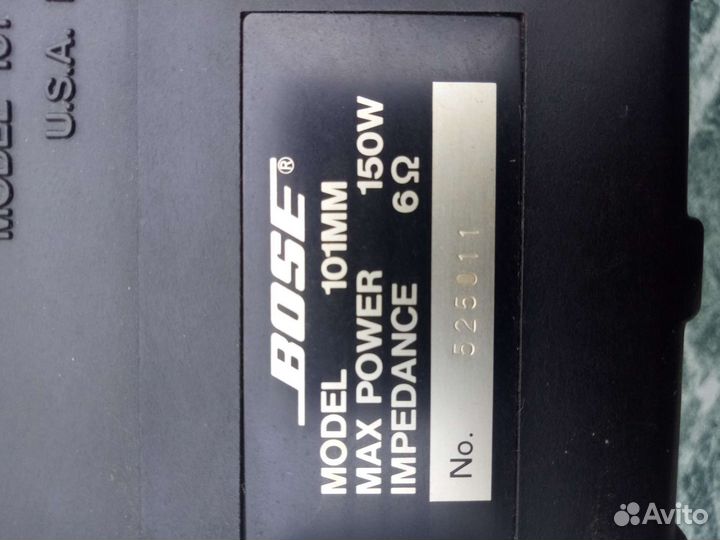 MODEL 101
U.S.A.
BOSE®
MODEL 101MM
MAX POWER 150W
IMPEDANCE 6Ω
No. 525011
Avito